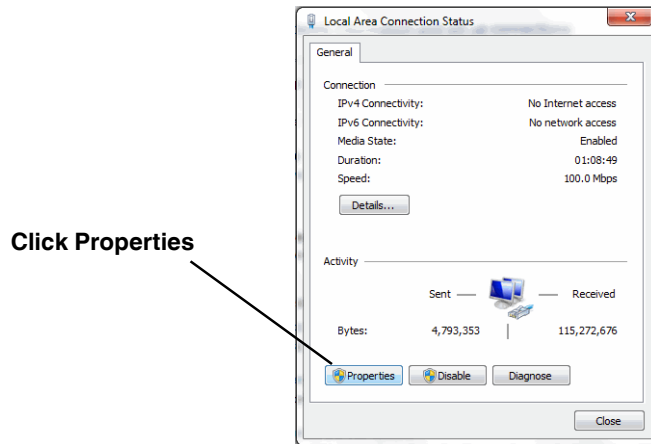 Local Area Connection Status
General
Connection
IPv4 Connectivity: No Internet access
IPv6 Connectivity: No network access
Media State: Enabled
Duration: 01:08:49
Speed: 100.0 Mbps
Details...
Click Properties
Activity
Sent Received
Bytes: 4,793,353 115,272,676
Properties Disable Diagnose
Close